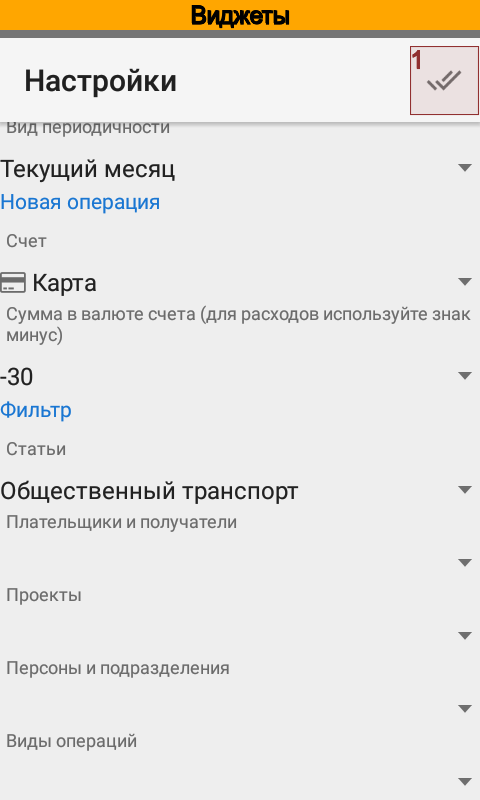 Виджеты
Настройки
1
Вид периодичности
Текущий месяц
Новая операция
Счет
Карта
Сумма в валюте счета (для расходов используйте знак
минус)
-30
Фильтр
Статьи
Общественный транспорт
Плательщики и получатели
Проекты
Персоны и подразделения
Виды операций